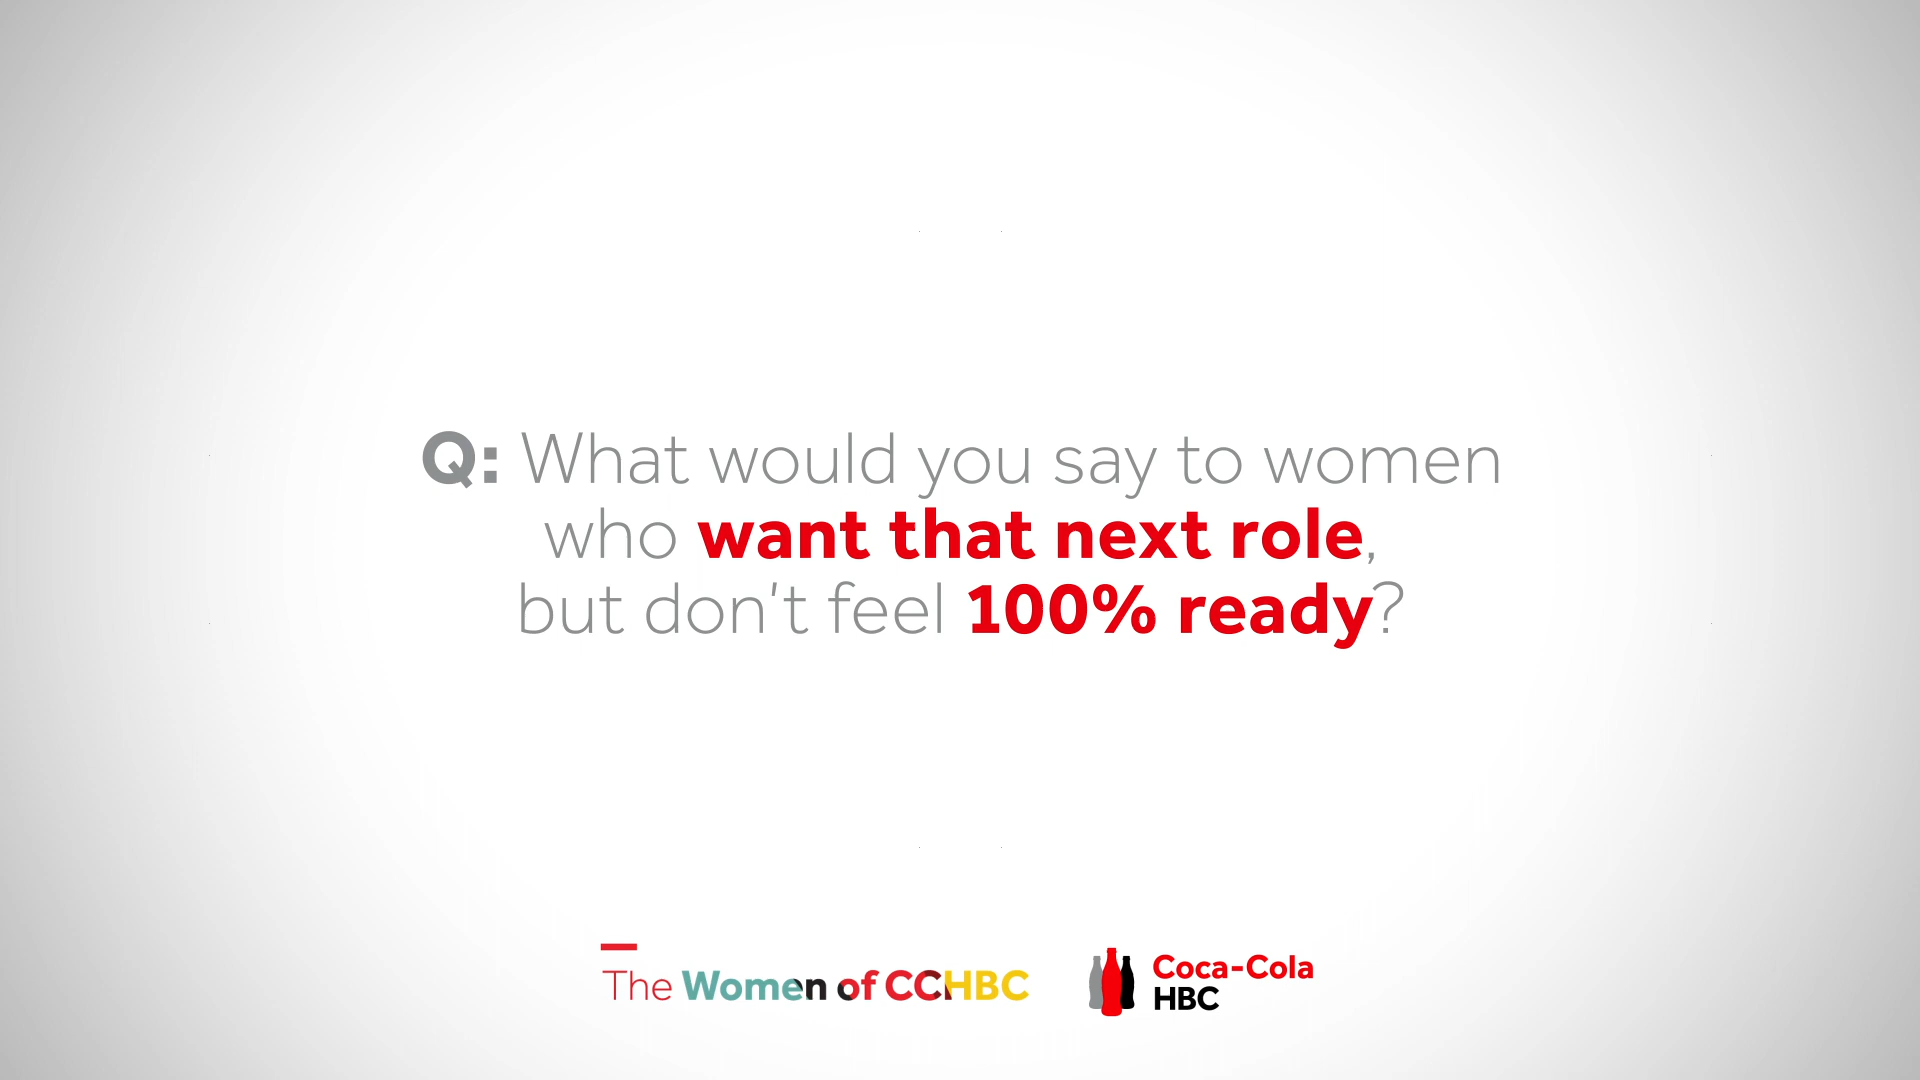 Q: What would you say to women
who want that next role,
but don't feel 100% ready?
The Women of CCHBC
Coca-Cola
HBC